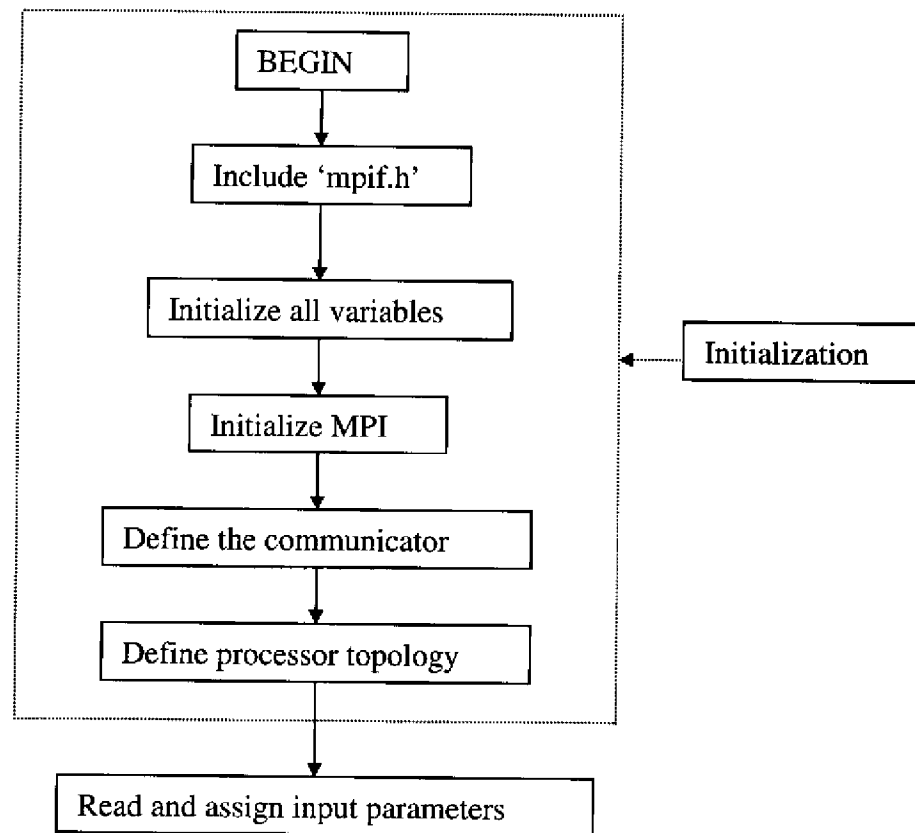 BEGIN
Include ‘mpif.h’
Initialize all variables
Initialization
Initialize MPI
Define the communicator
Define processor topology
Read and assign input parameters